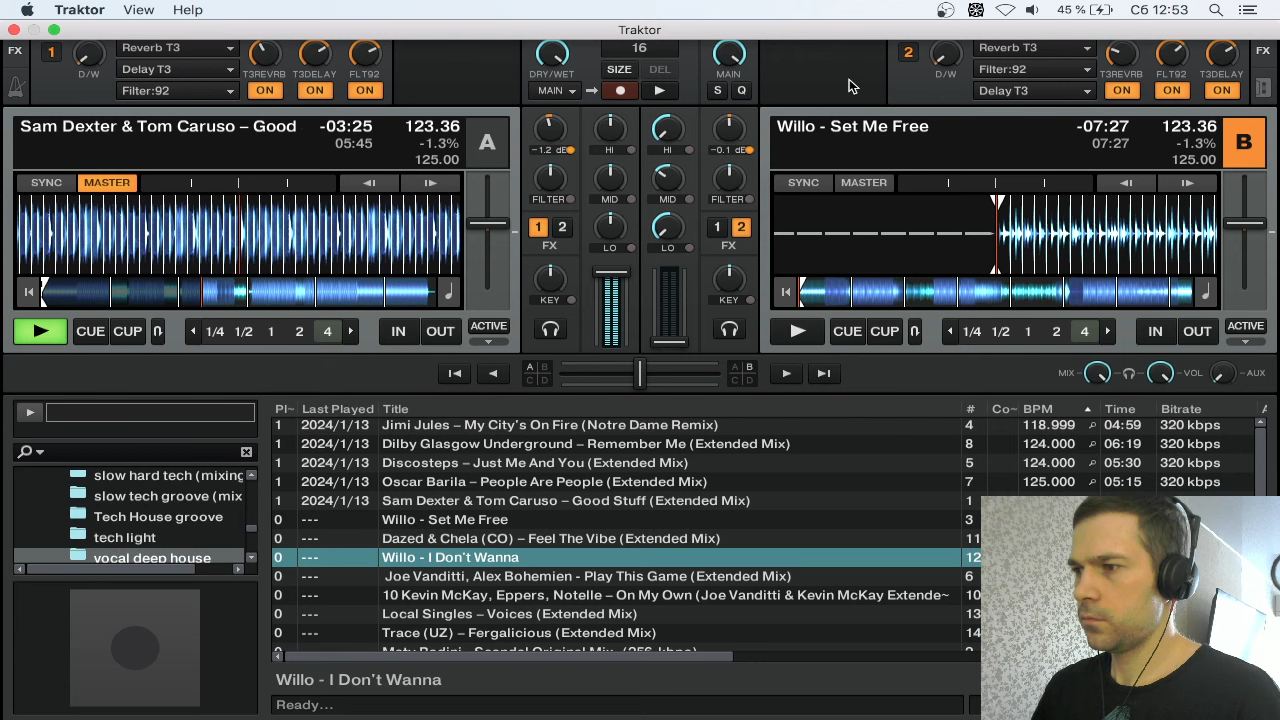 Traktor View Help 45 % Сб 12:53
Traktor
FX 1 D/W Reverb T3 Delay T3 Filter:92 T3REVRB T3DELAY FLT92 ON ON ON
DRY/WET 16 SIZE DEL MAIN MAIN S Q
2 D/W Reverb T3 Filter:92 Delay T3 T3REVRB FLT92 T3DELAY ON ON ON FX
Sam Dexter & Tom Caruso – Good -03:25 123.36
05:45 -1.3%
125.00
A
SYNC MASTER
CUE CUP 1/4 1/2 1 2 4 IN OUT ACTIVE
-1.2 dB HI HI -0.1 dB
FILTER MID MID FILTER
1 2 LO LO 1 2
FX FX
KEY KEY
Willo - Set Me Free -07:27 123.36
07:27 -1.3%
125.00
B
SYNC MASTER
CUE CUP 1/4 1/2 1 2 4 IN OUT ACTIVE
A B C D A B C D MIX VOL AUX
slow hard tech (mixing
slow tech groove (mix
Tech House groove
tech light
vocal deep house
Pl~ Last Played Title # Co~ BPM Time Bitrate A
1 2024/1/13 Jimi Jules – My City's On Fire (Notre Dame Remix) 4 118.999 04:59 320 kbps
1 2024/1/13 Dilby Glasgow Underground – Remember Me (Extended Mix) 8 124.000 06:19 320 kbps
1 2024/1/13 Discosteps – Just Me And You (Extended Mix) 5 124.000 05:30 320 kbps
1 2024/1/13 Oscar Barila – People Are People (Extended Mix) 7 125.000 05:15 320 kbps
1 2024/1/13 Sam Dexter & Tom Caruso – Good Stuff (Extended Mix) 1
0 --- Willo - Set Me Free 3
0 --- Dazed & Chela (CO) – Feel The Vibe (Extended Mix) 11
0 --- Willo - I Don't Wanna 12
0 --- Joe Vanditti, Alex Bohemien - Play This Game (Extended Mix) 6
0 --- 10 Kevin McKay, Eppers, Notelle – On My Own (Joe Vanditti & Kevin McKay Extende~ 10
0 --- Local Singles – Voices (Extended Mix) 13
0 --- Trace (UZ) – Fergalicious (Extended Mix) 14
Willo - I Don't Wanna
Ready...